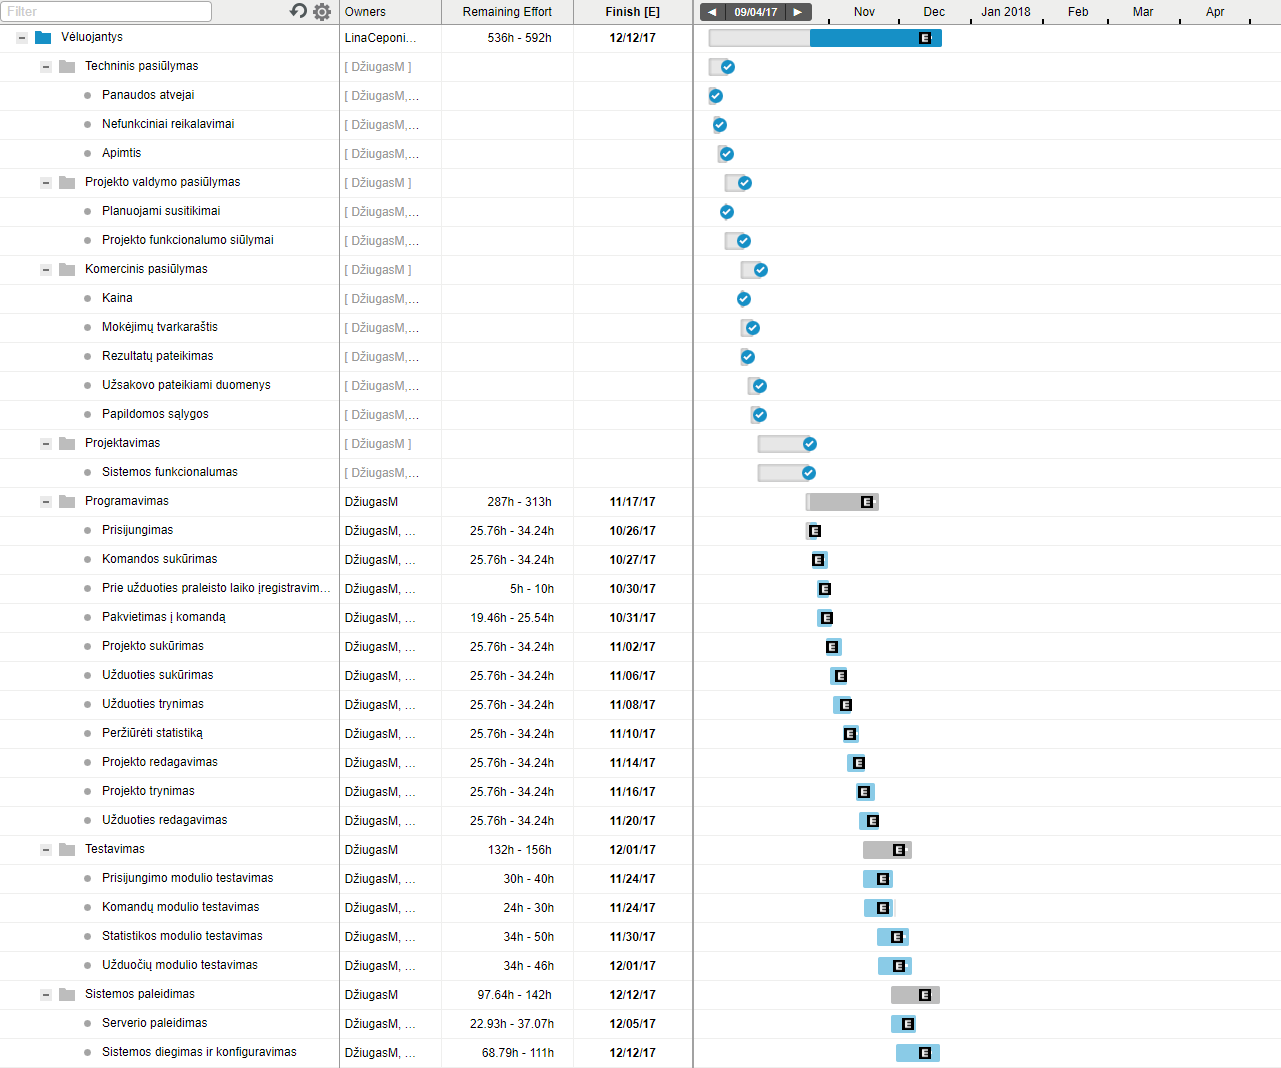 Filter Owners Remaining Effort Finish [E] 09/04/17 Nov Dec Jan 2018 Feb Mar Apr
Vėluojantys LinaCeponi... 536h - 592h 12/12/17 E
Techninis pasiūlymas [ DžiugasM ]
Panaudos atvejai [ DžiugasM,...
Nefunkciniai reikalavimai [ DžiugasM,...
Apimtis [ DžiugasM,...
Projekto valdymo pasiūlymas [ DžiugasM ]
Planuojami susitikimai [ DžiugasM,...
Projekto funkcionalumo siūlymai [ DžiugasM,...
Komercinis pasiūlymas [ DžiugasM ]
Kaina [ DžiugasM,...
Mokėjimų tvarkaraštis [ DžiugasM,...
Rezultatų pateikimas [ DžiugasM,...
Užsakovo pateikiami duomenys [ DžiugasM,...
Papildomos sąlygos [ DžiugasM,...
Projektavimas [ DžiugasM ]
Sistemos funkcionalumas [ DžiugasM,...
Programavimas DžiugasM 287h - 313h 11/17/17 E
Prisijungimas DžiugasM, ... 25.76h - 34.24h 10/26/17 E
Komandos sukūrimas DžiugasM, ... 25.76h - 34.24h 10/27/17 E
Prie užduoties praleisto laiko įregistravim... DžiugasM, ... 5h - 10h 10/30/17 E
Pakvietimas į komandą DžiugasM, ... 19.46h - 25.54h 10/31/17 E
Projekto sukūrimas DžiugasM, ... 25.76h - 34.24h 11/02/17 E
Užduoties sukūrimas DžiugasM, ... 25.76h - 34.24h 11/06/17 E
Užduoties trynimas DžiugasM, ... 25.76h - 34.24h 11/08/17 E
Peržiūrėti statistiką DžiugasM, ... 25.76h - 34.24h 11/10/17 E
Projekto redagavimas DžiugasM, ... 25.76h - 34.24h 11/14/17 E
Projekto trynimas DžiugasM, ... 25.76h - 34.24h 11/16/17 E
Užduoties redagavimas DžiugasM, ... 25.76h - 34.24h 11/20/17 E
Testavimas DžiugasM 132h - 156h 12/01/17 E
Prisijungimo modulio testavimas DžiugasM, ... 30h - 40h 11/24/17 E
Komandų modulio testavimas DžiugasM, ... 24h - 30h 11/24/17 E
Statistikos modulio testavimas DžiugasM, ... 34h - 50h 11/30/17 E
Užduočių modulio testavimas DžiugasM, ... 34h - 46h 12/01/17 E
Sistemos paleidimas DžiugasM 97.64h - 142h 12/12/17 E
Serverio paleidimas DžiugasM, ... 22.93h - 37.07h 12/05/17 E
Sistemos diegimas ir konfiguravimas DžiugasM, ... 68.79h - 111h 12/12/17 E